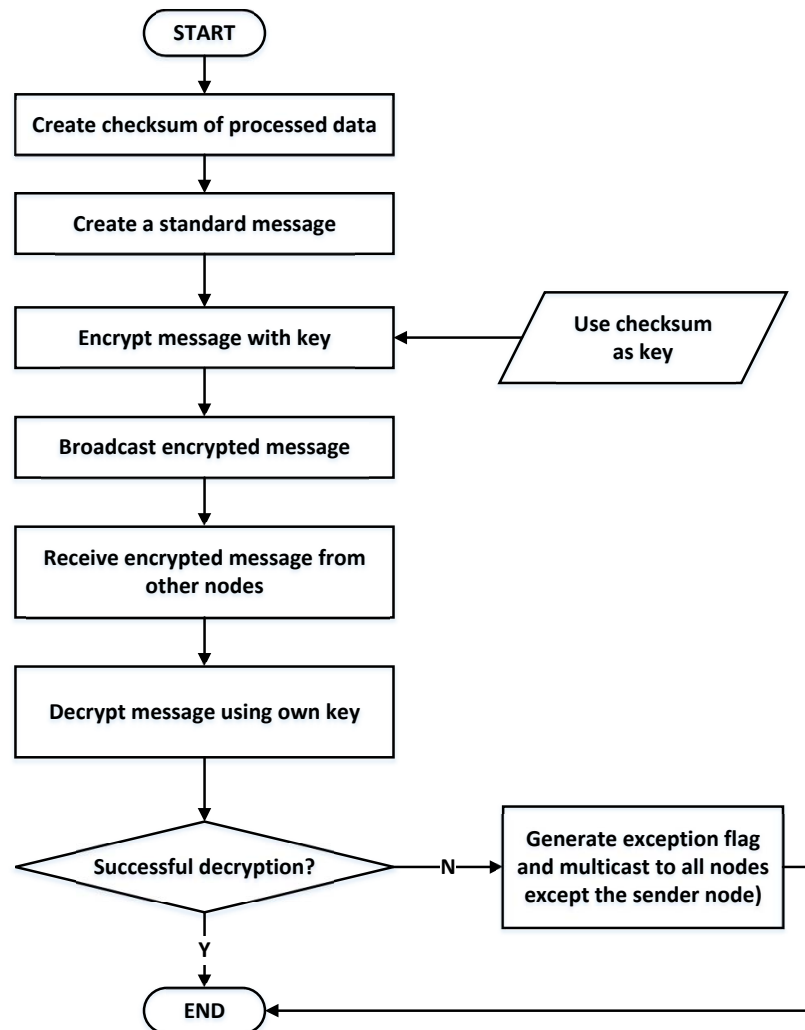 START
Create checksum of processed data
Create a standard message
Encrypt message with key
Use checksum
as key
Broadcast encrypted message
Receive encrypted message from
other nodes
Decrypt message using own key
Successful decryption?
N
Generate exception flag
and multicast to all nodes
except the sender node)
Y
END